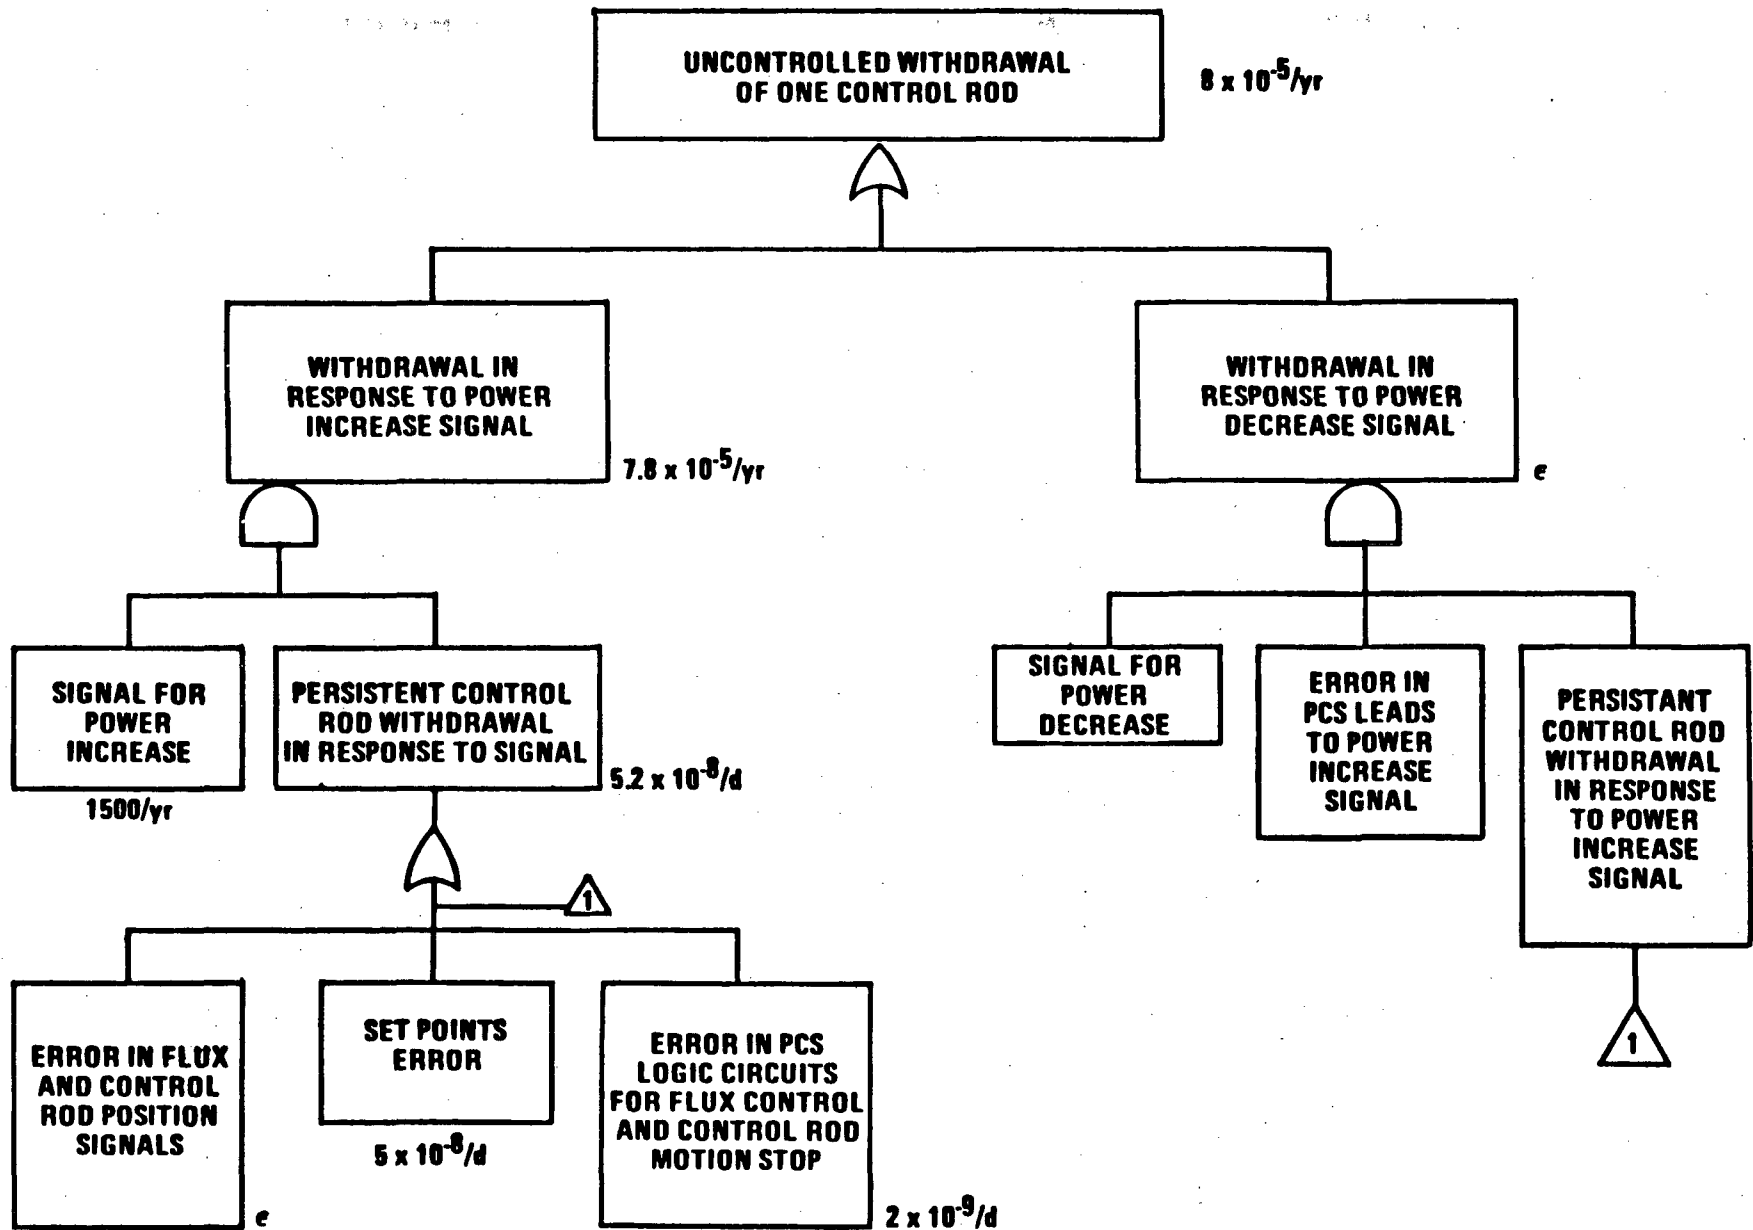 UNCONTROLLED WITHDRAWAL
OF ONE CONTROL ROD
8 x 10⁻⁵/yr
WITHDRAWAL IN
RESPONSE TO POWER
INCREASE SIGNAL
7.8 x 10⁻⁵/yr
WITHDRAWAL IN
RESPONSE TO POWER
DECREASE SIGNAL
ϵ
SIGNAL FOR
POWER
INCREASE
1500/yr
PERSISTENT CONTROL
ROD WITHDRAWAL
IN RESPONSE TO SIGNAL
5.2 x 10⁻⁸/d
SIGNAL FOR
POWER
DECREASE
ERROR IN
PCS LEADS
TO POWER
INCREASE
SIGNAL
PERSISTANT
CONTROL ROD
WITHDRAWAL
IN RESPONSE
TO POWER
INCREASE
SIGNAL
1
1
ERROR IN FLUX
AND CONTROL
ROD POSITION
SIGNALS
ϵ
SET POINTS
ERROR
5 x 10⁻⁸/d
ERROR IN PCS
LOGIC CIRCUITS
FOR FLUX CONTROL
AND CONTROL ROD
MOTION STOP
2 x 10⁻⁹/d